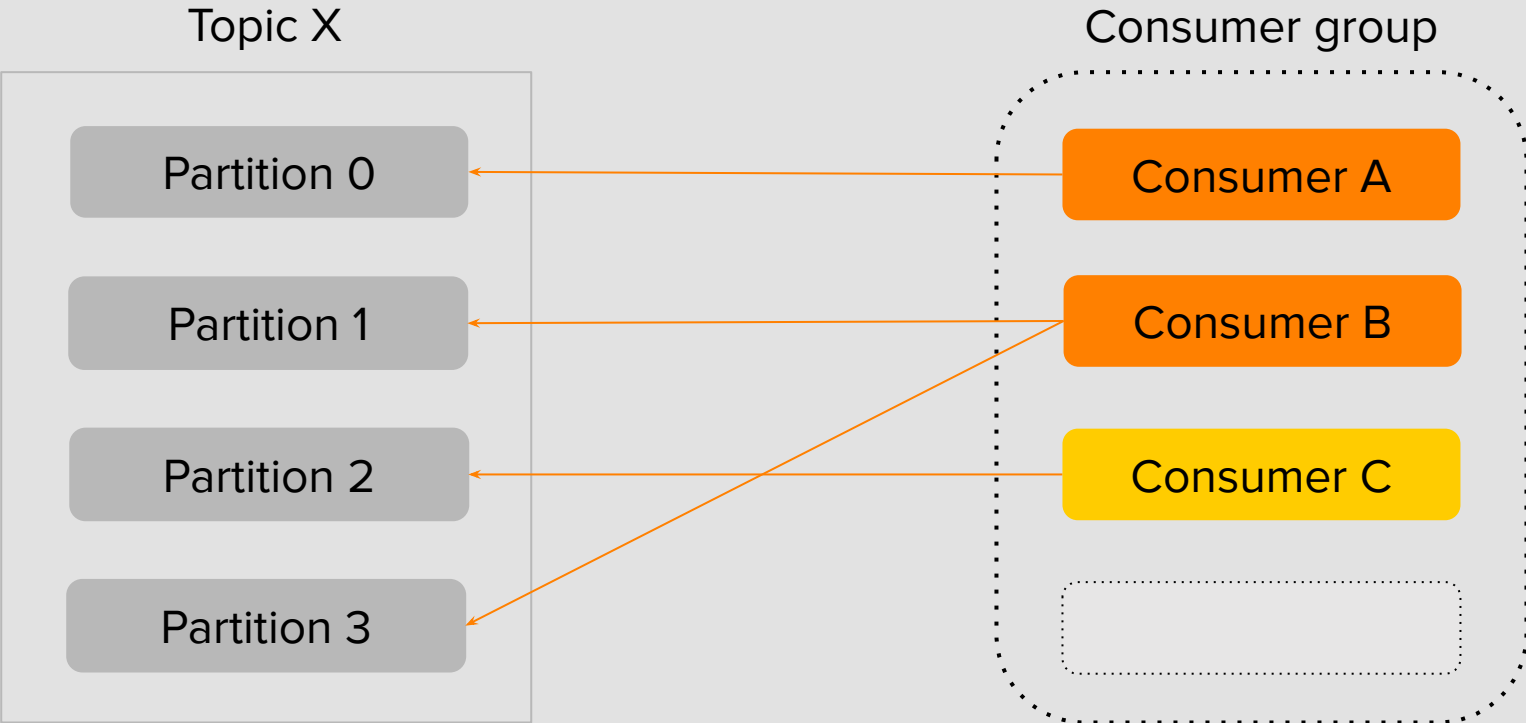 Topic X
Consumer group
Partition 0
Consumer A
Partition 1
Consumer B
Partition 2
Consumer C
Partition 3